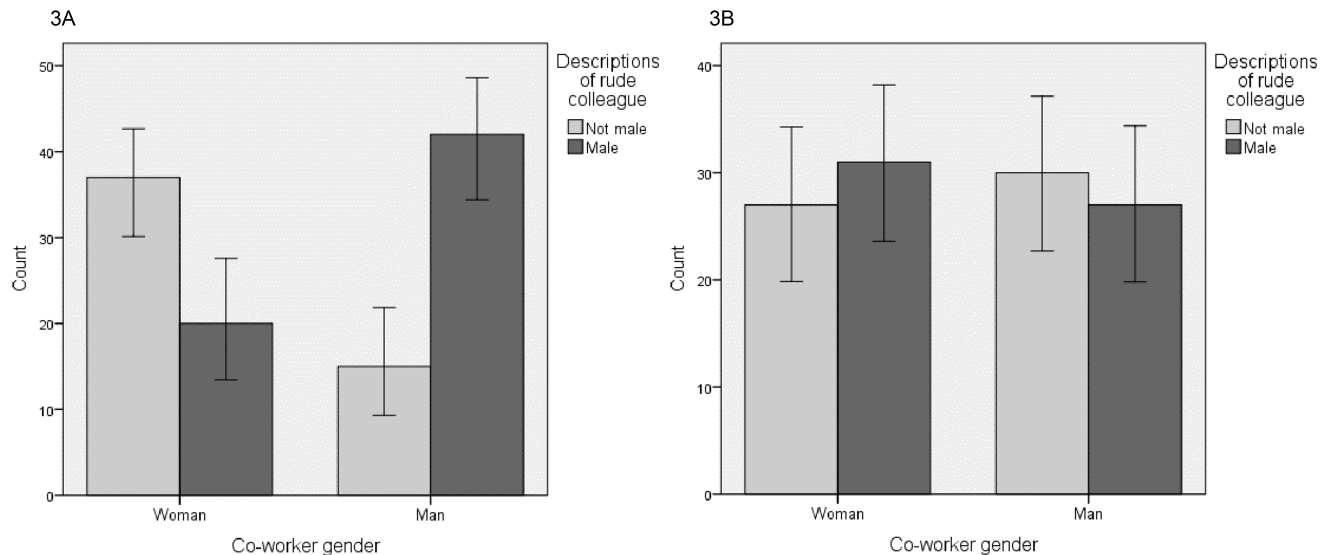 3A
Descriptions
of rude
colleague
Not male
Male
50
40
30
20
10
0
Count
Woman Man
Co-worker gender
3B
Descriptions
of rude
colleague
Not male
Male
40
30
20
10
0
Count
Woman Man
Co-worker gender